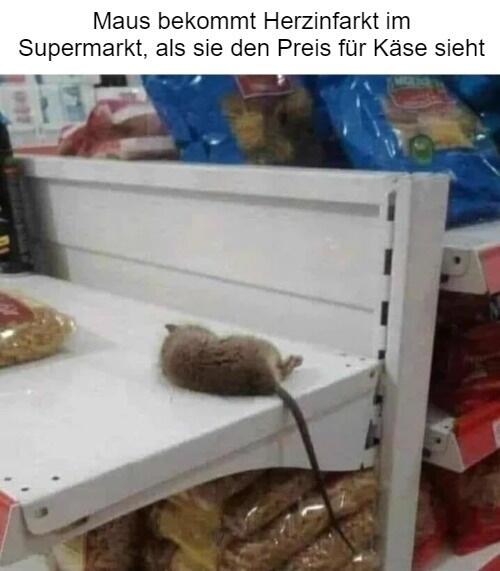 Maus bekommt Herzinfarkt im
Supermarkt, als sie den Preis für Käse sieht